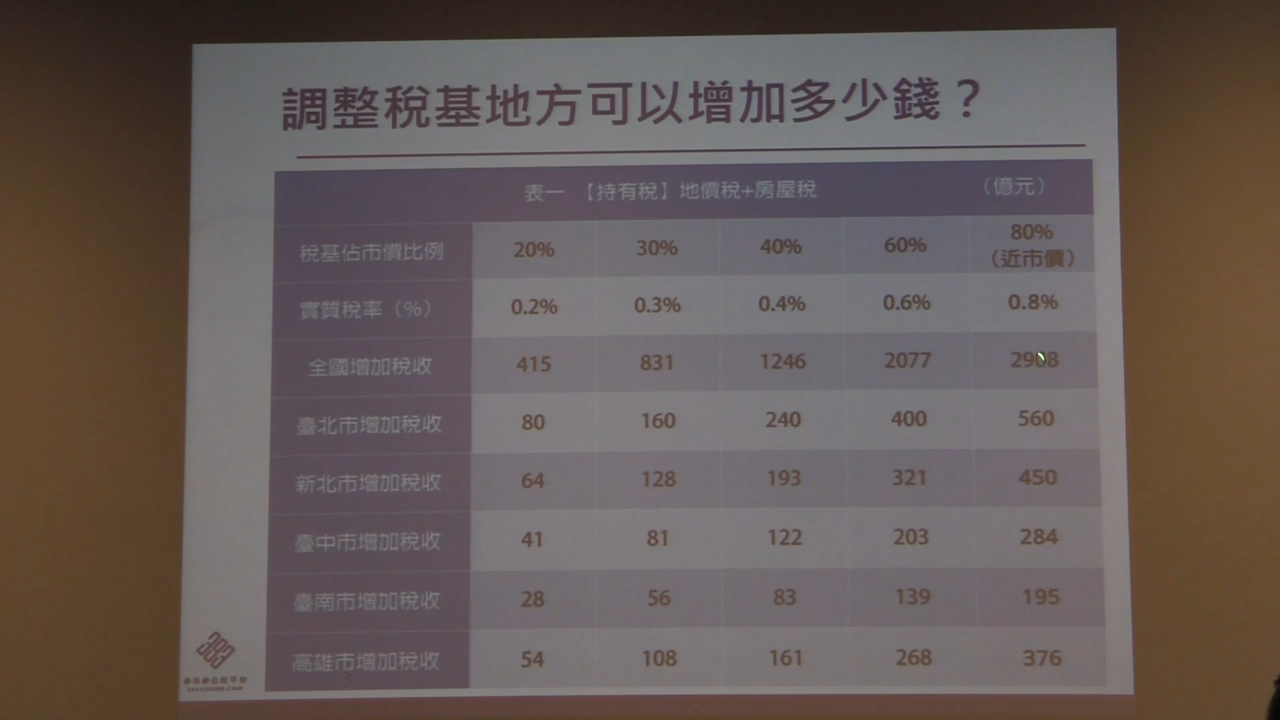 調整稅基地方可以增加多少錢？
表一 【持有稅】地價稅+房屋稅 （億元）
稅基佔市價比例 20% 30% 40% 60% 80%（近市價）
實質稅率（%） 0.2% 0.3% 0.4% 0.6% 0.8%
全國增加稅收 415 831 1246 2077 2908
臺北市增加稅收 80 160 240 400 560
新北市增加稅收 64 128 193 321 450
臺中市增加稅收 41 81 122 203 284
臺南市增加稅收 28 56 83 139 195
高雄市增加稅收 54 108 161 268 376